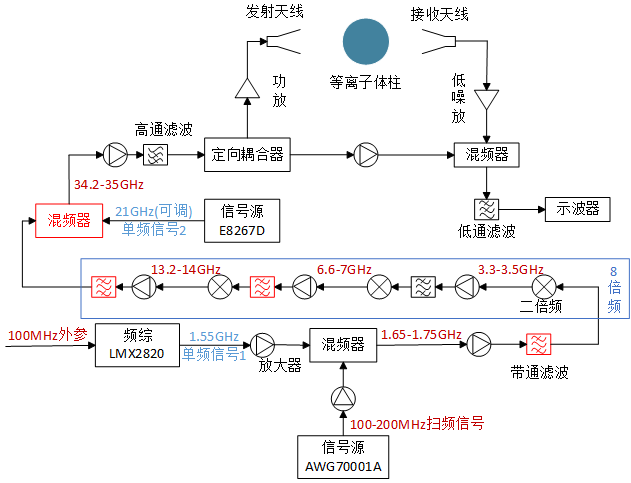 发射天线
接收天线
等离子体柱
功放
低噪放
高通滤波
定向耦合器
混频器
34.2-35GHz
21GHz(可调)
单频信号2
信号源
E8267D
混频器
低通滤波
示波器
13.2-14GHz
6.6-7GHz
3.3-3.5GHz
二倍频
8倍频
100MHz外参
频综
LMX2820
1.55GHz
单频信号1
放大器
混频器
1.65-1.75GHz
带通滤波
100-200MHz扫频信号
信号源
AWG70001A